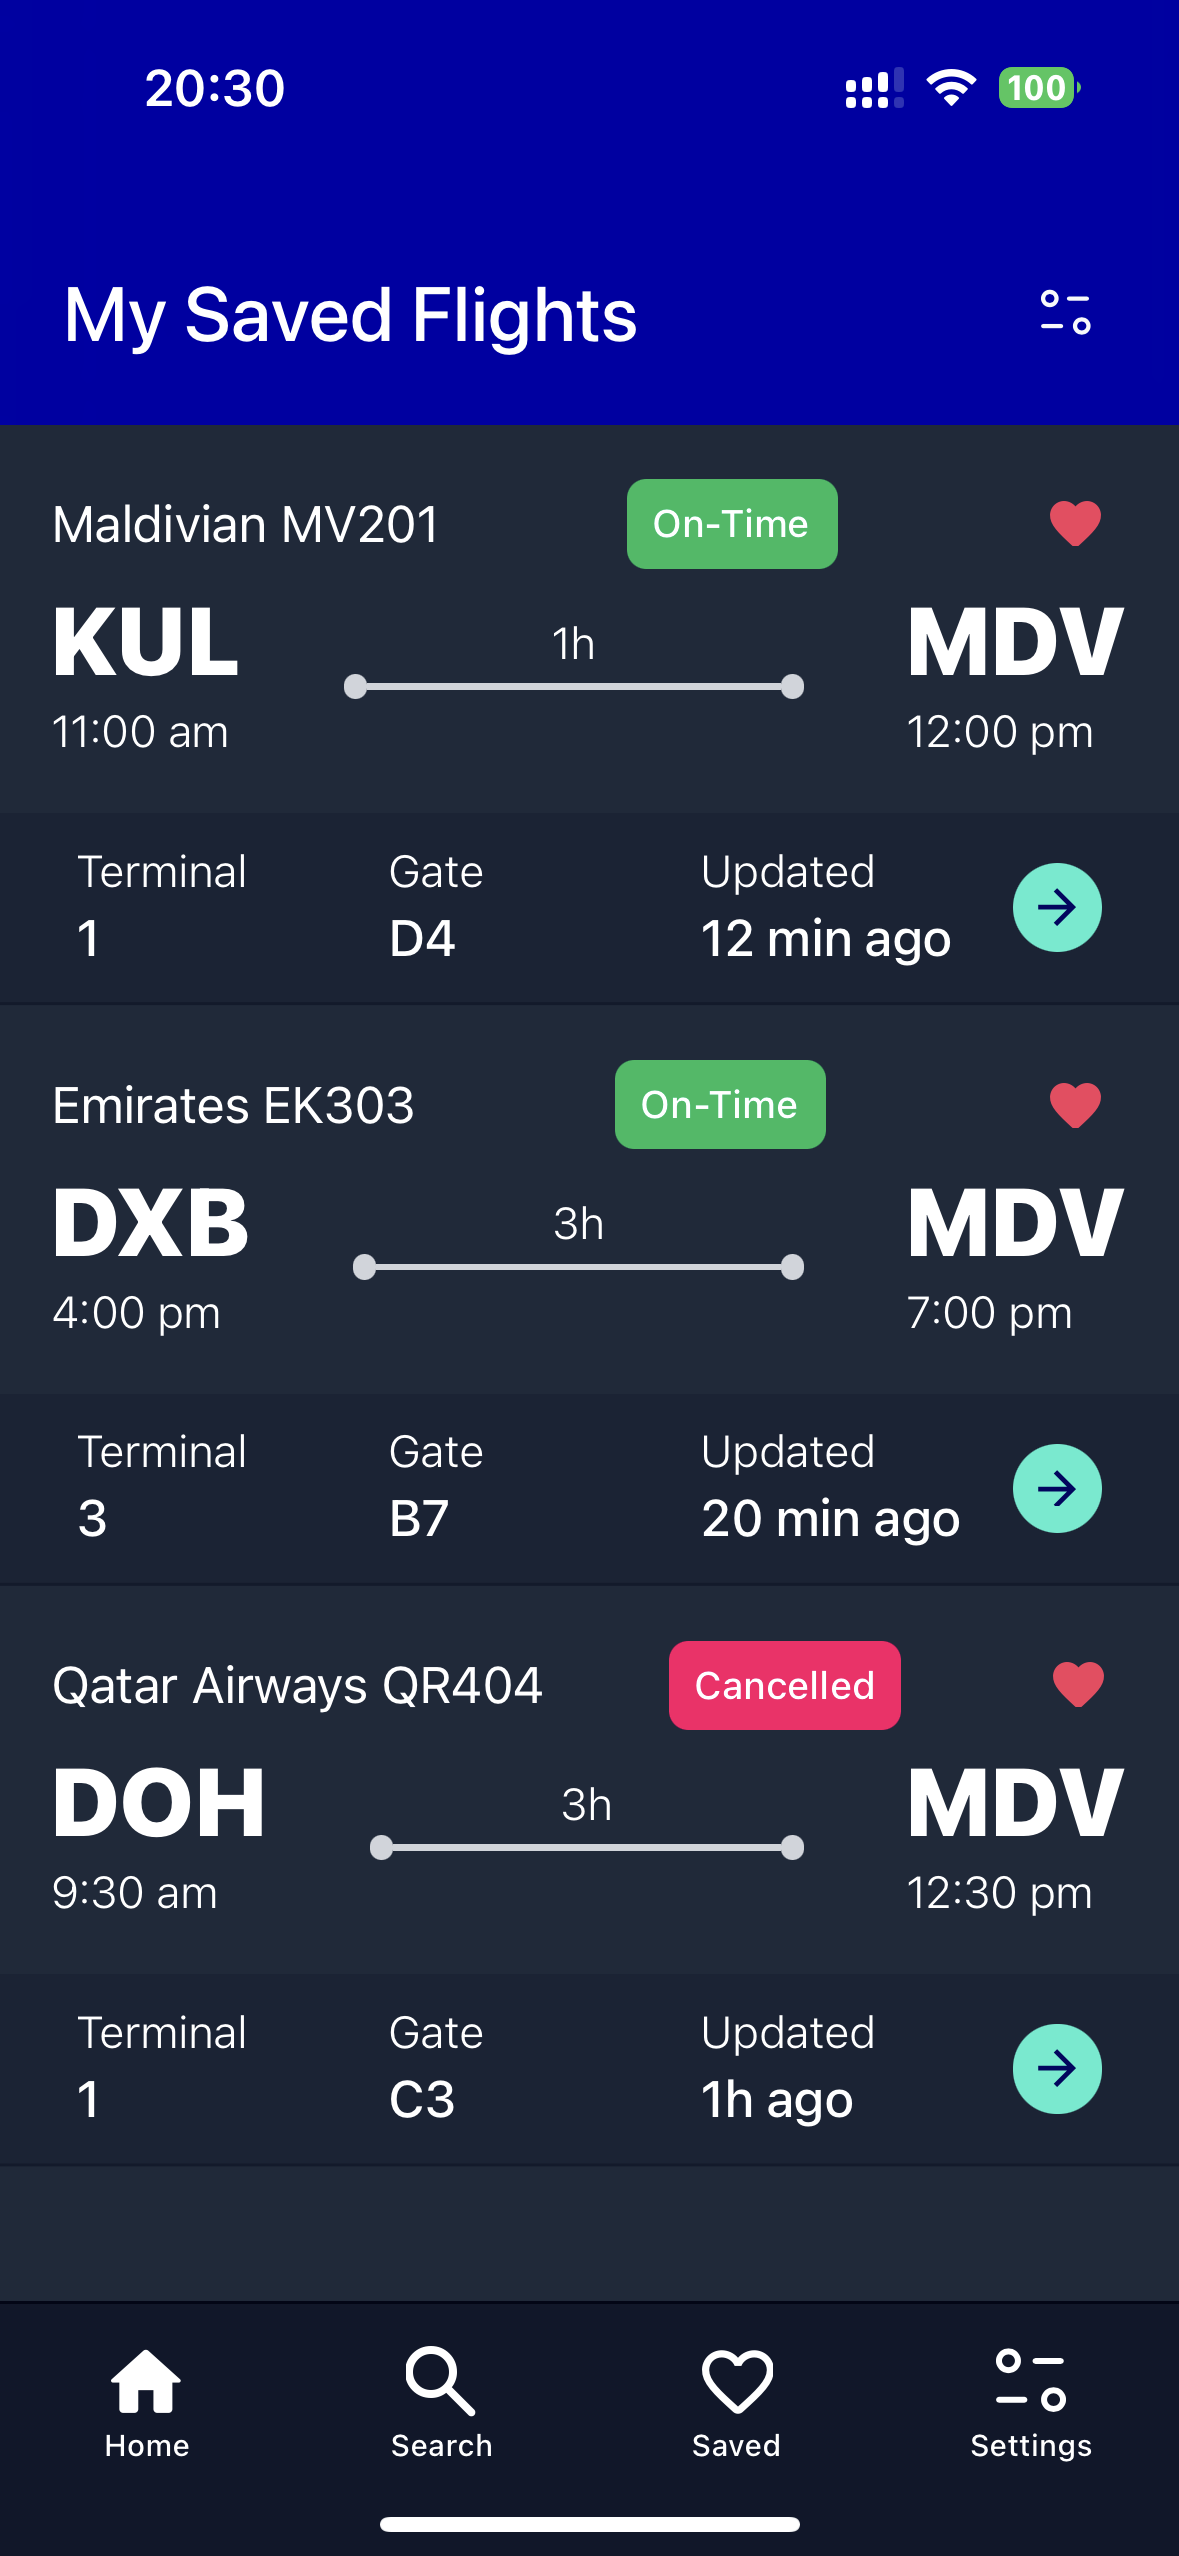 20:30
100
My Saved Flights
Maldivian MV201 On-Time
KUL 1h MDV
11:00 am 12:00 pm
Terminal Gate Updated
1 D4 12 min ago
Emirates EK303 On-Time
DXB 3h MDV
4:00 pm 7:00 pm
Terminal Gate Updated
3 B7 20 min ago
Qatar Airways QR404 Cancelled
DOH 3h MDV
9:30 am 12:30 pm
Terminal Gate Updated
1 C3 1h ago
Home Search Saved Settings